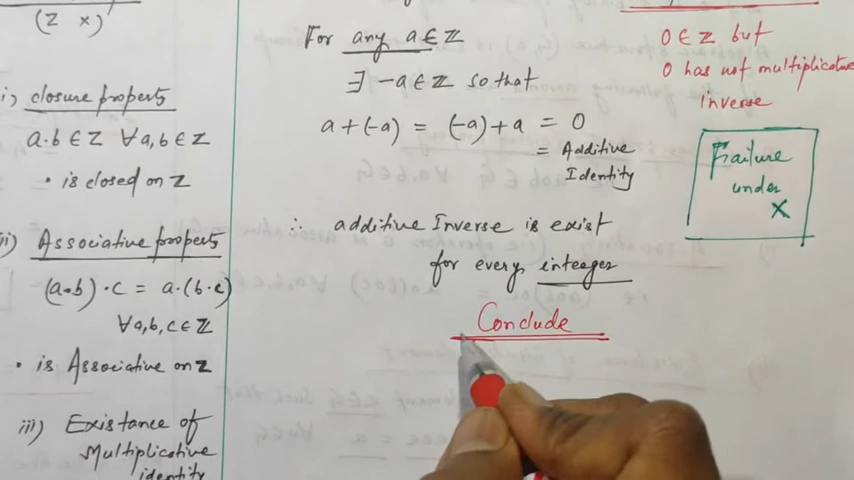 (Z ×)
i) closure property
a.b ∈ Z ∀a,b ∈ Z
• is closed on Z
ii) Associative property
(a.b).c = a.(b.c)
∀a,b,c ∈ Z
• is Associative on Z
iii) Existance of
Multiplicative
identity
For any a ∈ Z
∃ -a ∈ Z so that
a+(-a) = (-a)+a = 0
= Additive
Identity
∴ additive Inverse is exist
for every integer
Conclude
0 ∈ Z but
0 has not multiplicative
inverse
Failure
under
×